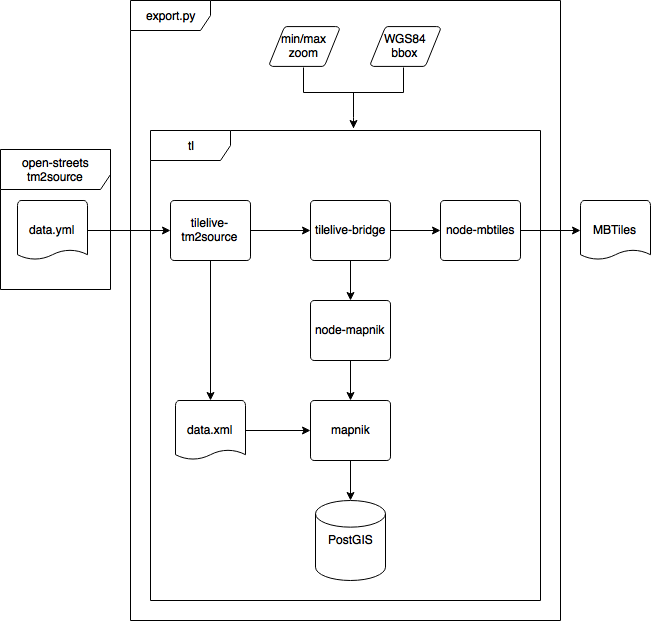 export.py
min/max
zoom
WGS84
bbox
tl
open-streets
tm2source
data.yml
tilelive-
tm2source
tilelive-bridge
node-mbtiles
MBTiles
node-mapnik
data.xml
mapnik
PostGIS